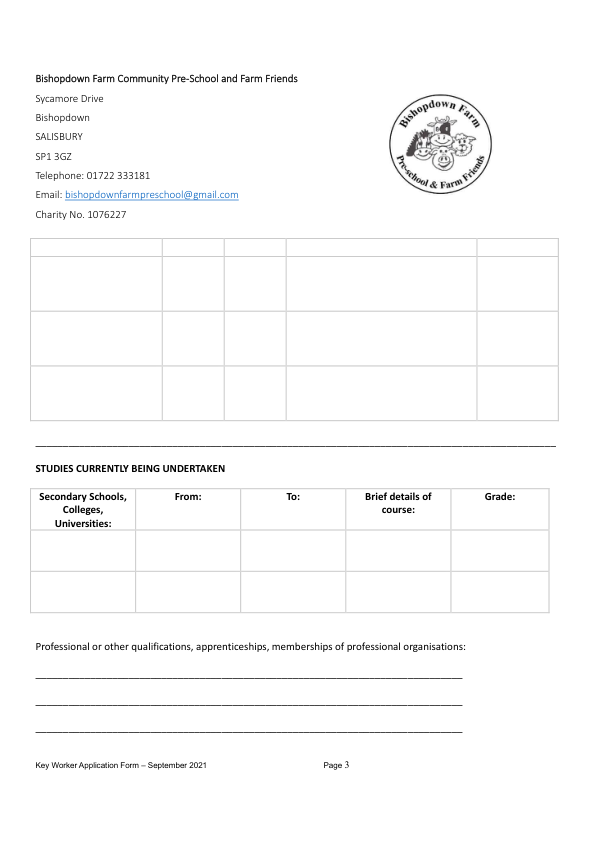 Bishopdown Farm Community Pre-School and Farm Friends
Sycamore Drive
Bishopdown
SALISBURY
SP1 3GZ
Telephone: 01722 333181
Email: bishopdownfarmpreschool@gmail.com
Charity No. 1076227
Bishopdown Farm
Pre-school & Farm Friends
STUDIES CURRENTLY BEING UNDERTAKEN
Secondary Schools,
Colleges,
Universities:
From:
To:
Brief details of
course:
Grade:
Professional or other qualifications, apprenticeships, memberships of professional organisations:
Key Worker Application Form – September 2021
Page 3